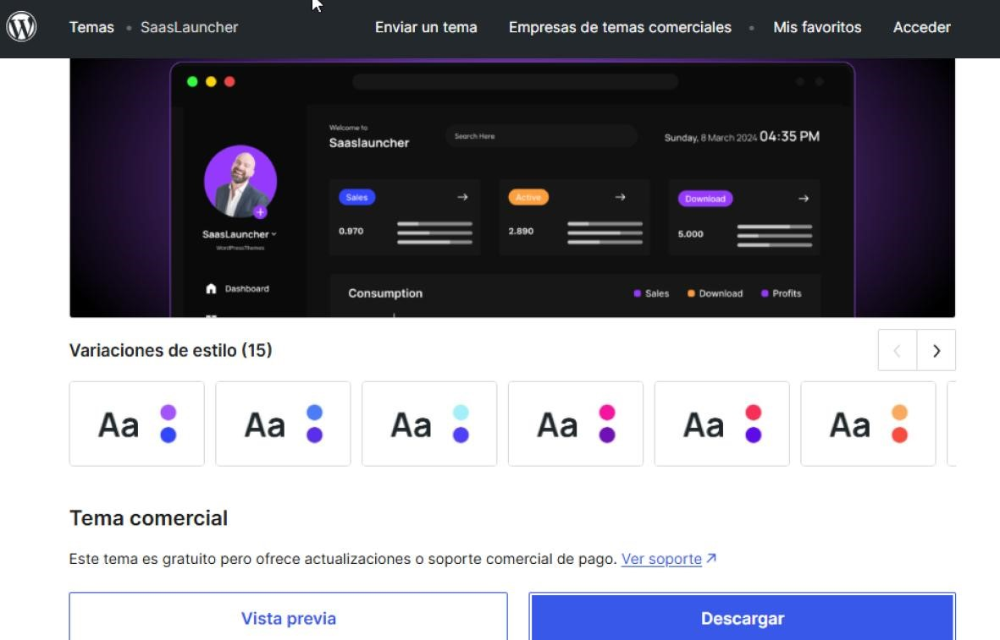 Temas • SaasLauncher Enviar un tema Empresas de temas comerciales • Mis favoritos Acceder
Welcome to
Saaslauncher
Search Here
Sunday, 8 March 2024 04:35 PM
Sales
0.970
Active
2.890
Download
5.000
SaasLauncher
WordPressThemes
Dashboard
Consumption
Sales Download Profits
Variaciones de estilo (15)
Aa Aa Aa Aa Aa Aa
Tema comercial
Este tema es gratuito pero ofrece actualizaciones o soporte comercial de pago. Ver soporte ↗
Vista previa Descargar